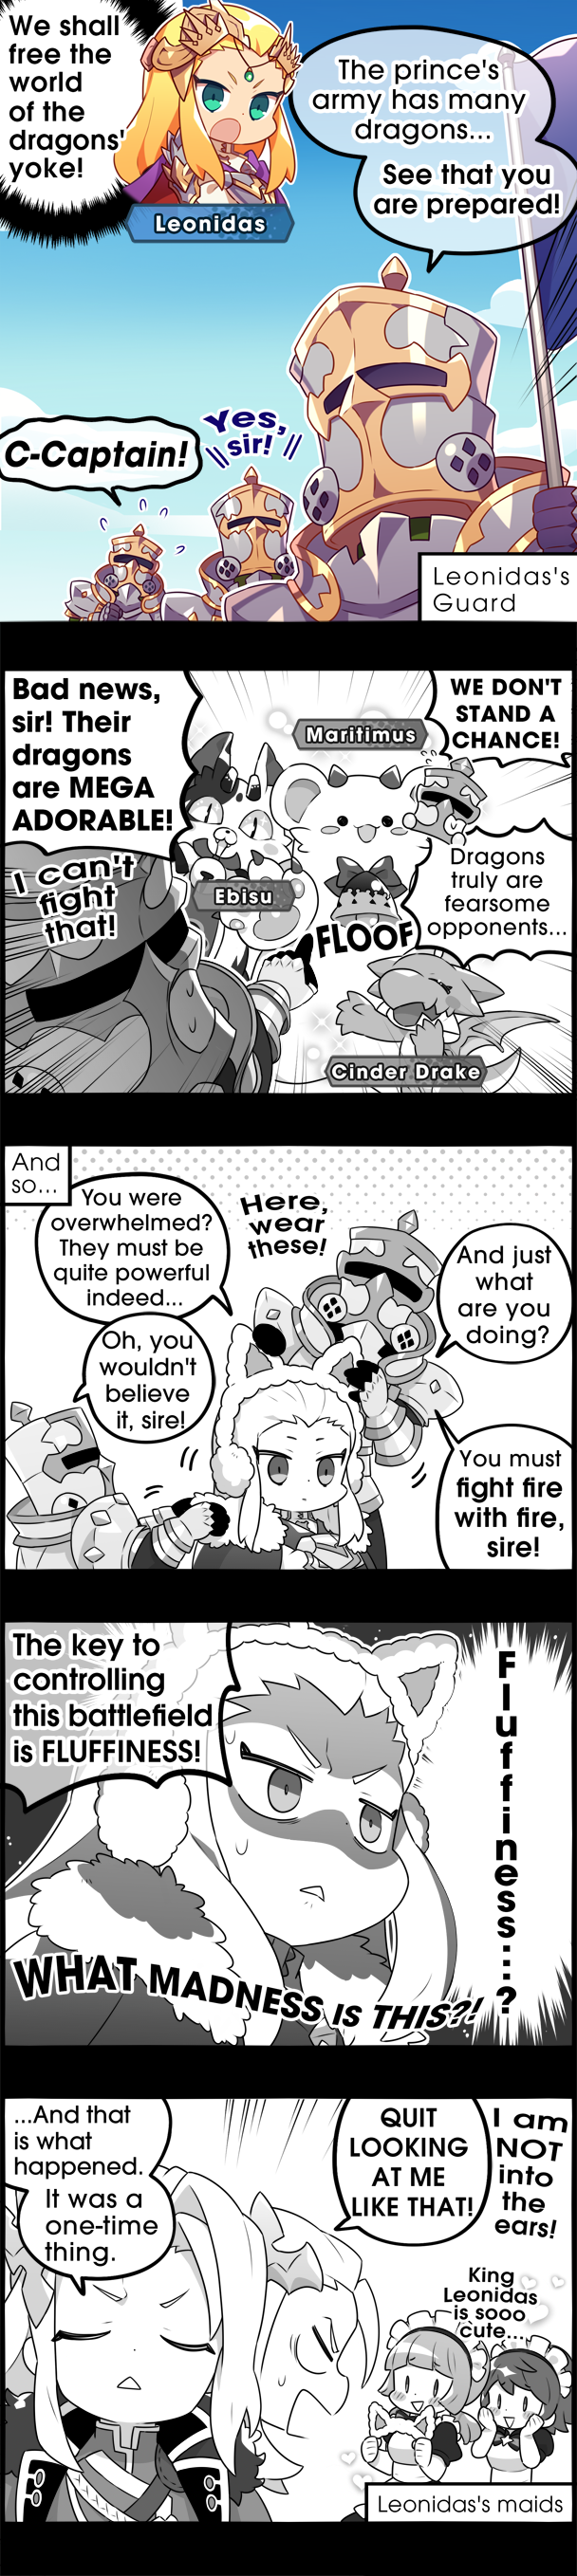 We shall
free the
world
of the
dragons'
yoke!
Leonidas
The prince's
army has many
dragons...
See that you
are prepared!
C-Captain!
Yes,
sir!
Leonidas's
Guard
Bad news,
sir! Their
dragons
are MEGA
ADORABLE!
WE DON'T
STAND A
CHANCE!
Maritimus
I can't
fight
that!
Ebisu
Dragons
truly are
fearsome
opponents...
FLOOF
Cinder Drake
And
so...
You were
overwhelmed?
They must be
quite powerful
indeed...
Here,
wear
these!
And just
what
are you
doing?
Oh, you
wouldn't
believe
it, sire!
You must
fight fire
with fire,
sire!
The key to
controlling
this battlefield
is FLUFFINESS!
Fluffiness...?
WHAT MADNESS IS THIS?!
...And that
is what
happened.
It was a
one-time
thing.
QUIT
LOOKING
AT ME
LIKE THAT!
I am
NOT
into
the
ears!
King
Leonidas
is sooo
cute...
Leonidas's maids